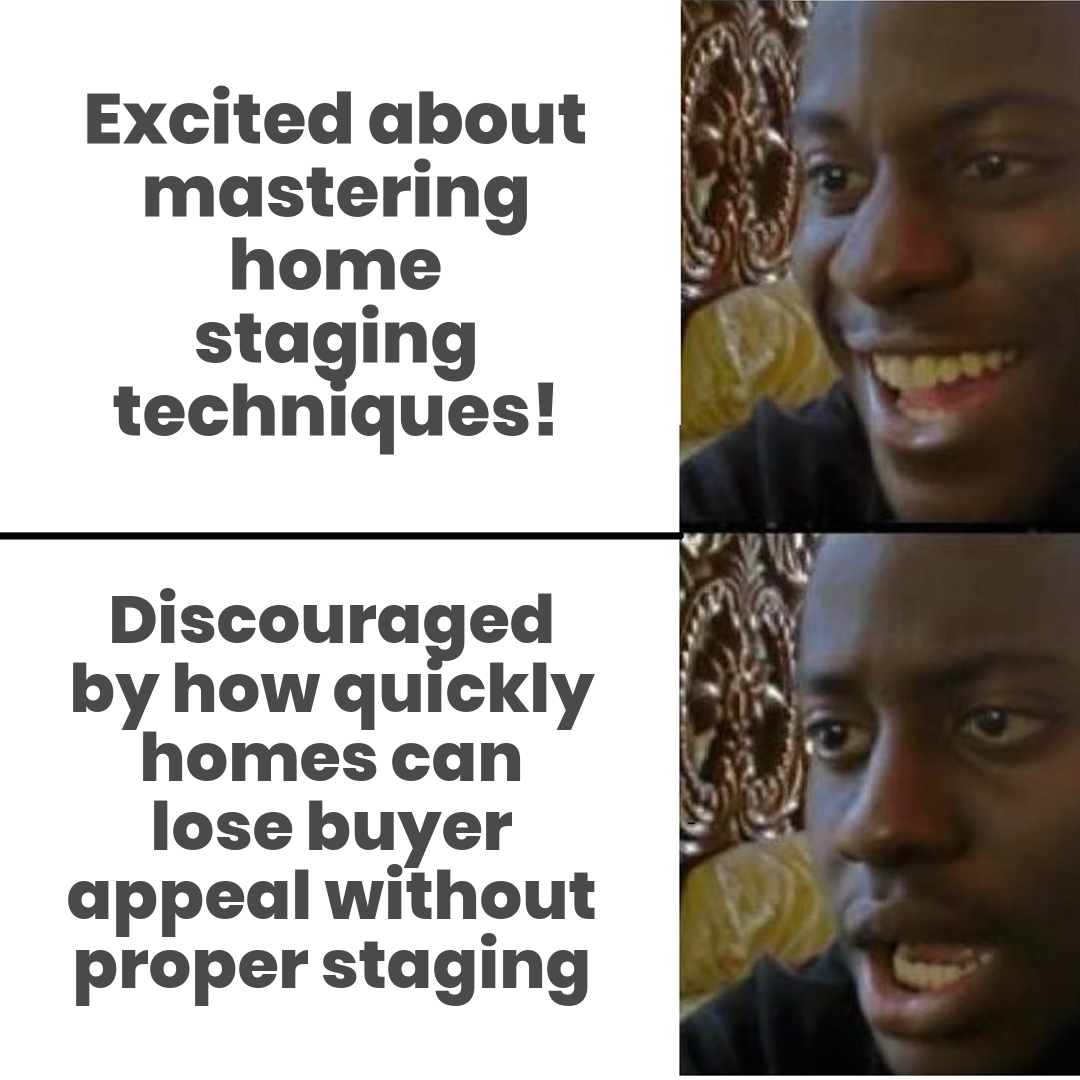 Excited about
mastering
home
staging
techniques!
Discouraged
by how quickly
homes can
lose buyer
appeal without
proper staging